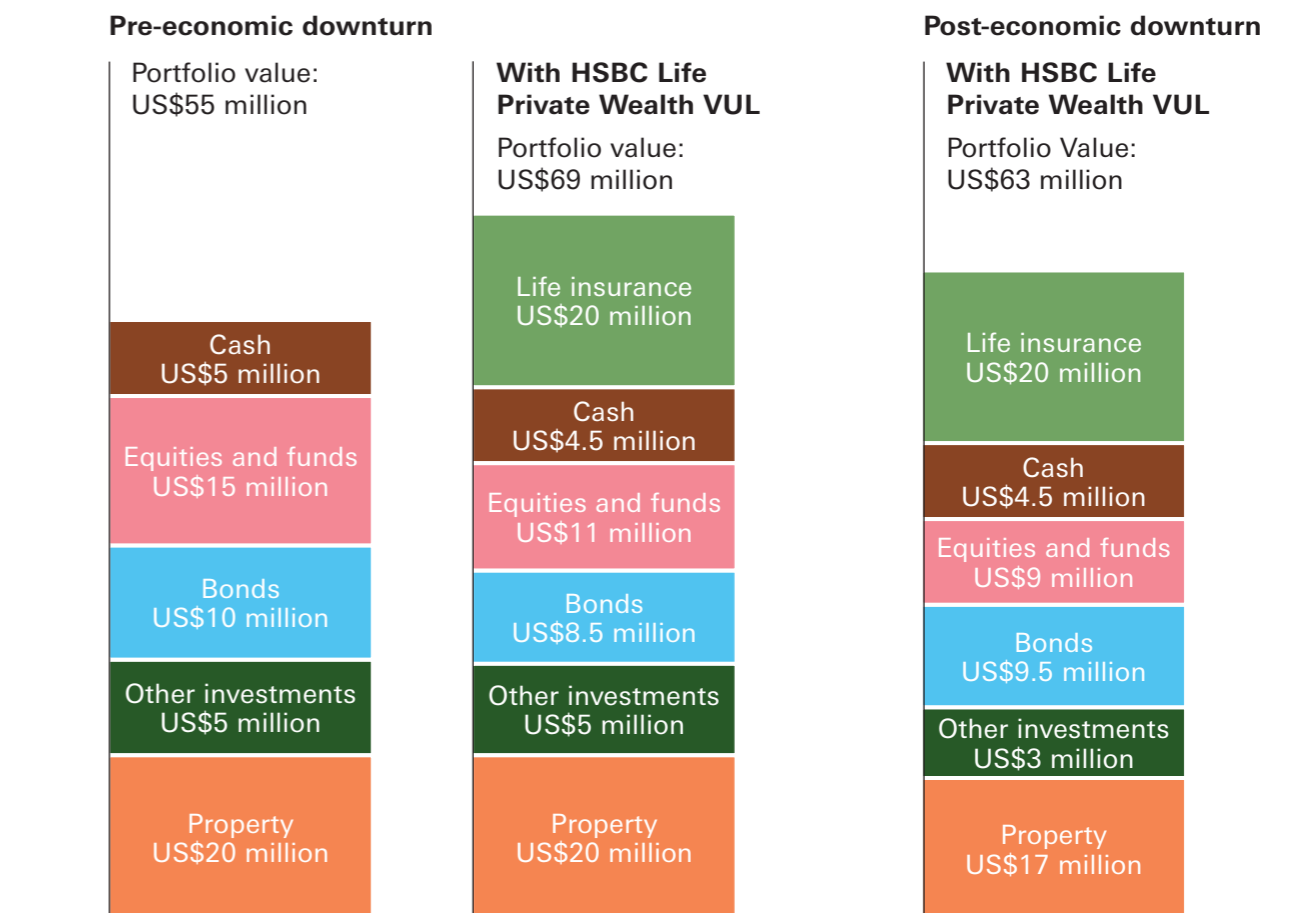 Pre-economic downturn
Portfolio value:
US$55 million
Cash
US$5 million
Equities and funds
US$15 million
Bonds
US$10 million
Other investments
US$5 million
Property
US$20 million
With HSBC Life
Private Wealth VUL
Portfolio value:
US$69 million
Life insurance
US$20 million
Cash
US$4.5 million
Equities and funds
US$11 million
Bonds
US$8.5 million
Other investments
US$5 million
Property
US$20 million
Post-economic downturn
With HSBC Life
Private Wealth VUL
Portfolio Value:
US$63 million
Life insurance
US$20 million
Cash
US$4.5 million
Equities and funds
US$9 million
Bonds
US$9.5 million
Other investments
US$3 million
Property
US$17 million